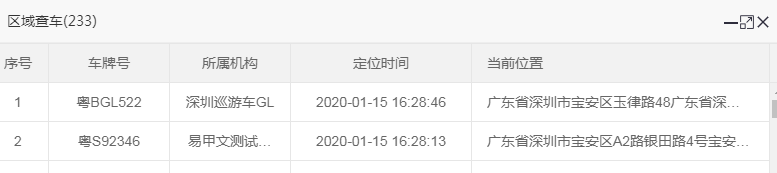 区域查车(233)
序号 车牌号 所属机构 定位时间 当前位置
1 粤BGL522 深圳巡游车GL 2020-01-15 16:28:46 广东省深圳市宝安区玉律路48广东省深...
2 粤S92346 易甲文测试... 2020-01-15 16:28:13 广东省深圳市宝安区A2路银田路4号宝安...